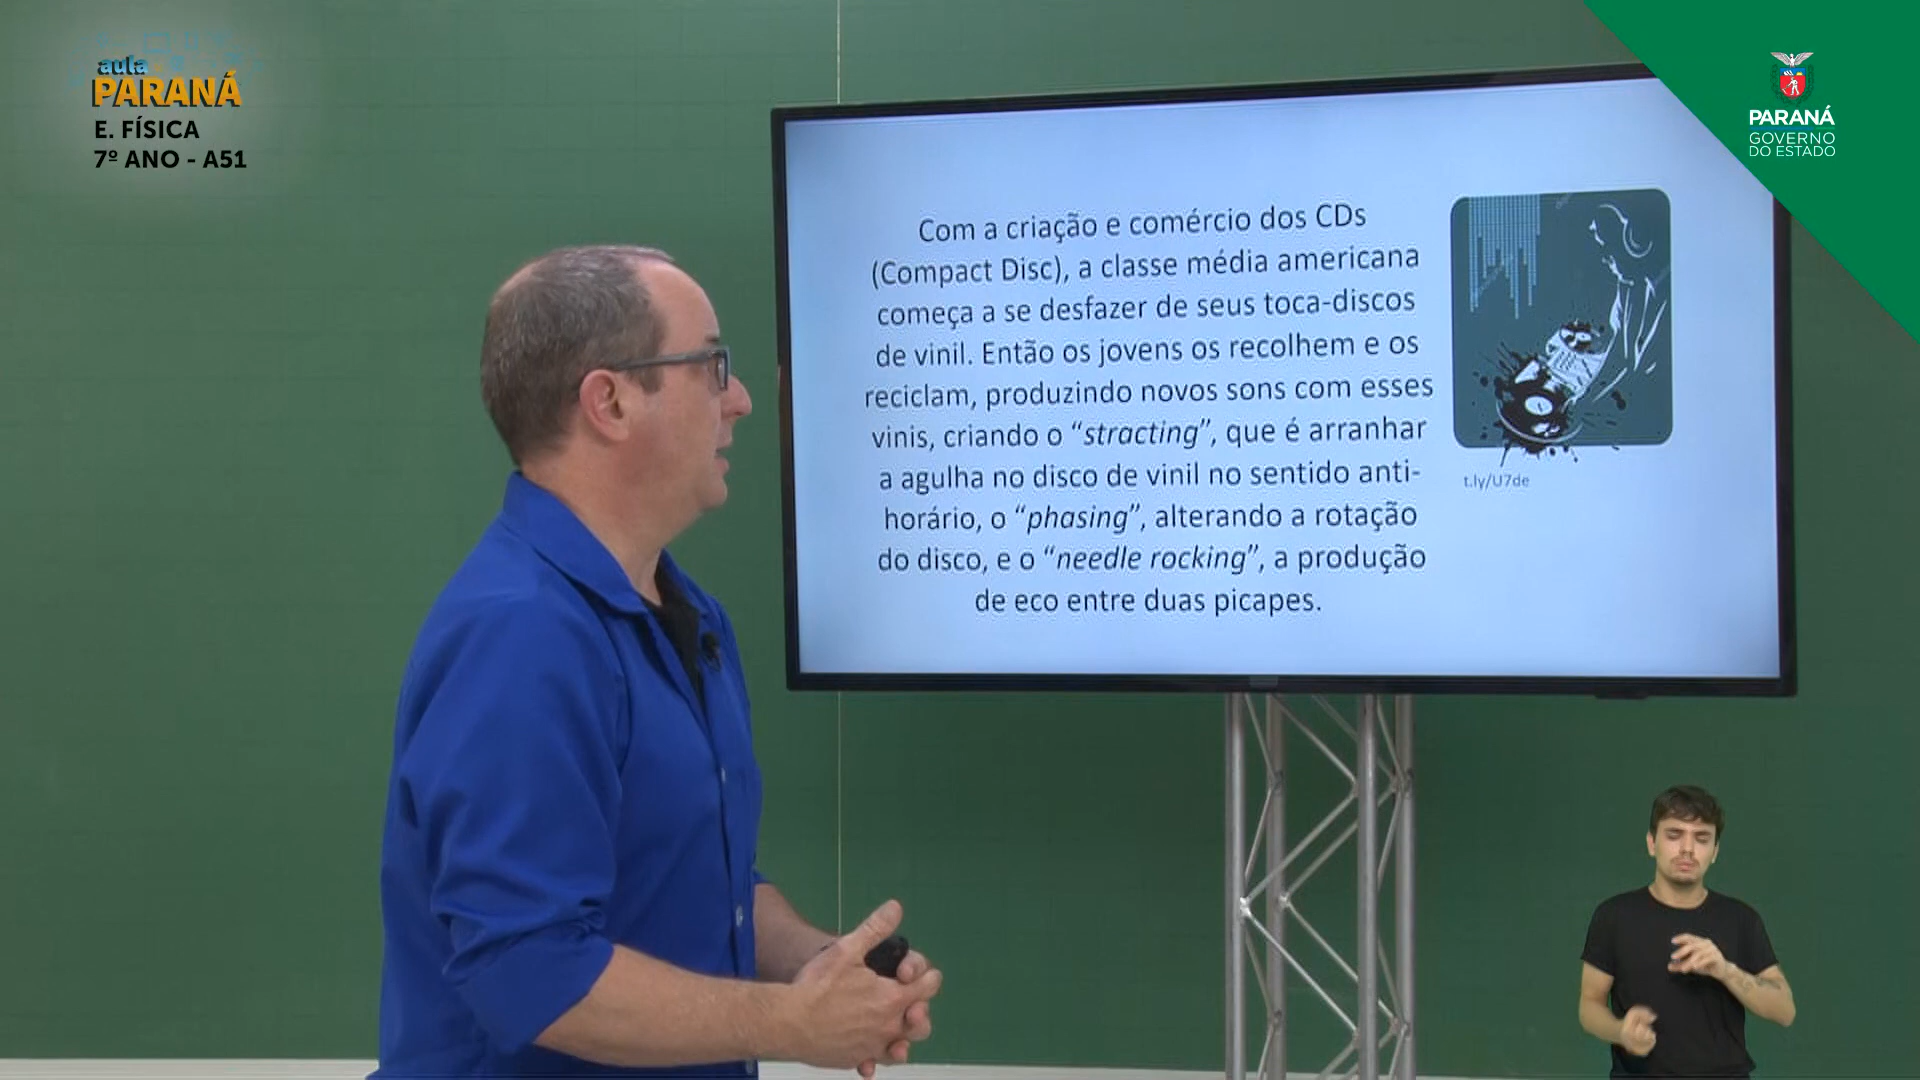 aula
PARANÁ
E. FÍSICA
7º ANO - A51
PARANÁ
GOVERNO
DO ESTADO
Com a criação e comércio dos CDs
(Compact Disc), a classe média americana
começa a se desfazer de seus toca-discos
de vinil. Então os jovens os recolhem e os
reciclam, produzindo novos sons com esses
vinis, criando o “stracting”, que é arranhar
a agulha no disco de vinil no sentido anti-
horário, o “phasing”, alterando a rotação
do disco, e o “needle rocking”, a produção
de eco entre duas picapes.
t.ly/U7de